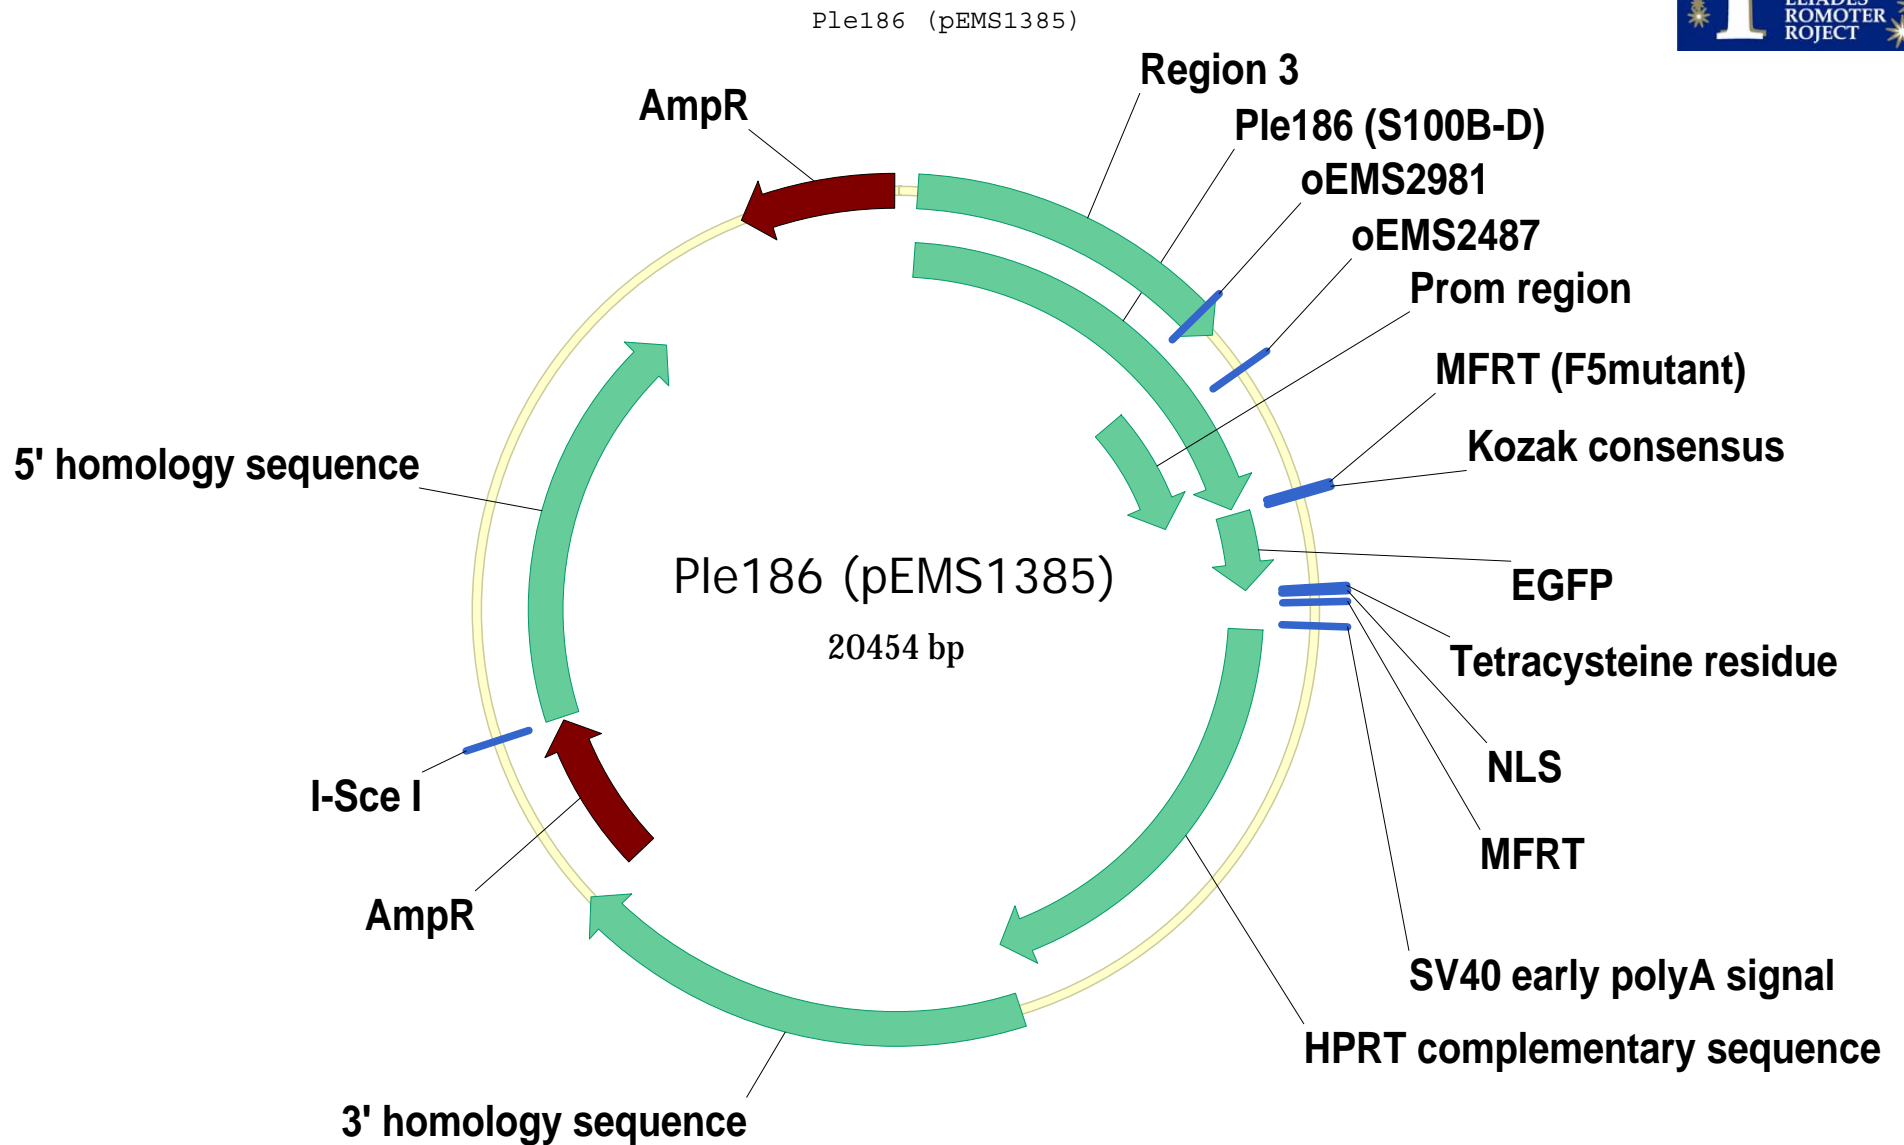 Ple186 (pEMS1385)
ROMOTER
ROJECT
Region 3
AmpR
Ple186 (S100B-D)
oEMS2981
oEMS2487
Prom region
MFRT (F5mutant)
Kozak consensus
5' homology sequence
Ple186 (pEMS1385)
20454 bp
EGFP
Tetracysteine residue
NLS
I-Sce I
MFRT
AmpR
SV40 early polyA signal
HPRT complementary sequence
3' homology sequence